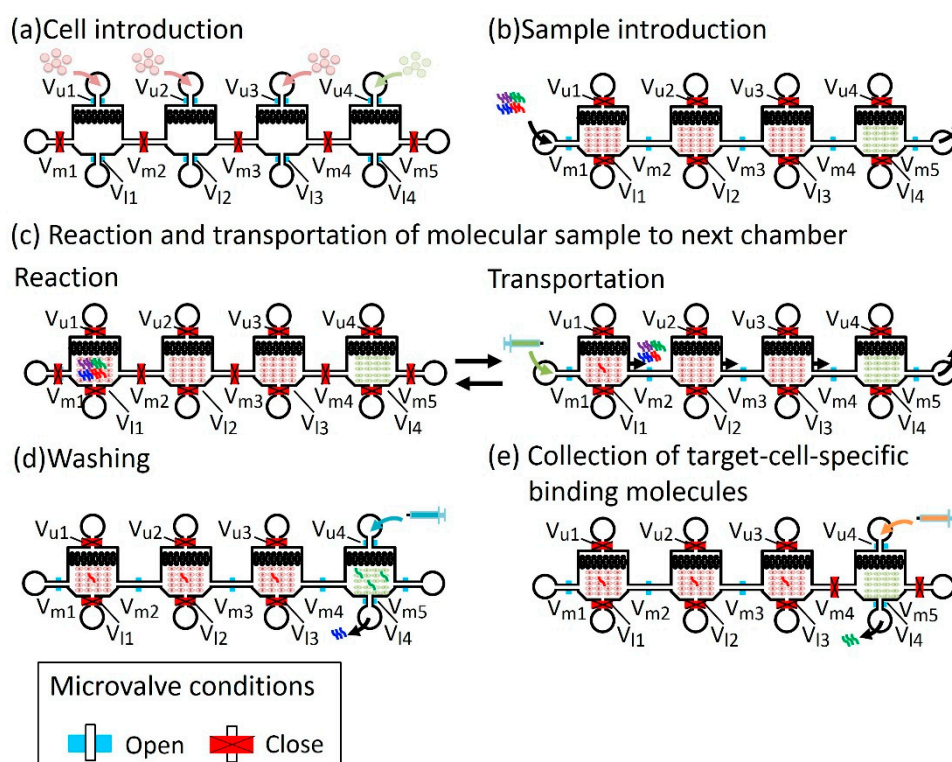 (a)Cell introduction
Vu1 Vu2 Vu3 Vu4
Vm1 Vm2 Vm3 Vm4 Vm5
Vl1 Vl2 Vl3 Vl4
(b)Sample introduction
Vu1 Vu2 Vu3 Vu4
Vm1 Vm2 Vm3 Vm4 Vm5
Vl1 Vl2 Vl3 Vl4
(c) Reaction and transportation of molecular sample to next chamber
Reaction
Vu1 Vu2 Vu3 Vu4
Vm1 Vm2 Vm3 Vm4 Vm5
Vl1 Vl2 Vl3 Vl4
Transportation
Vu1 Vu2 Vu3 Vu4
Vm1 Vm2 Vm3 Vm4 Vm5
Vl1 Vl2 Vl3 Vl4
(d)Washing
Vu1 Vu2 Vu3 Vu4
Vm1 Vm2 Vm3 Vm4 Vm5
Vl1 Vl2 Vl3 Vl4
(e) Collection of target-cell-specific
binding molecules
Vu1 Vu2 Vu3 Vu4
Vm1 Vm2 Vm3 Vm4 Vm5
Vl1 Vl2 Vl3 Vl4
Microvalve conditions
Open Close